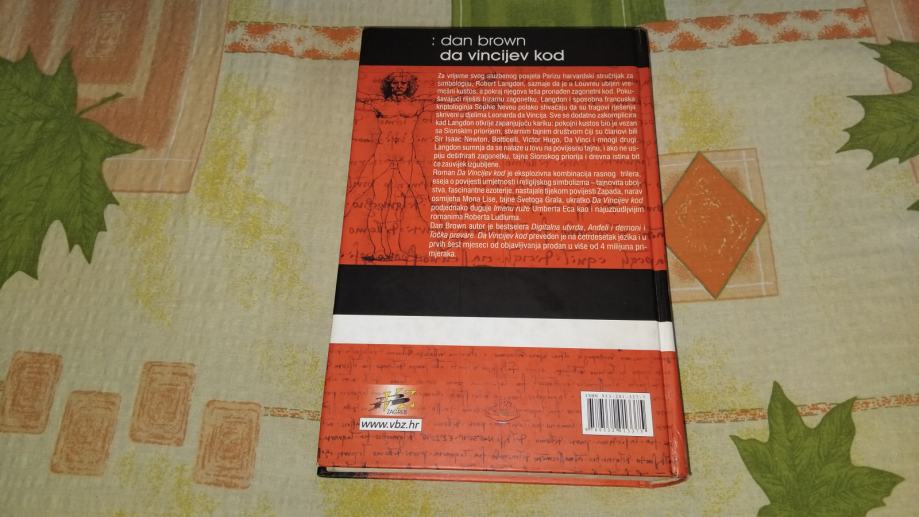 : dan brown
da vincijev kod
Za vrijeme svog službenog posjeta Parizu harvardski stručnjak za
simbologiju, Robert Langdon, saznaje da je u Louvreu ubijen vre-
mešni kustos, a pokraj njegova leša pronađen zagonetni kod. Poku-
šavajući riješiti bizarnu zagonetku, Langdon i sposobna francuska
kriptologinja Sophie Neveu polako shvaćaju da su tragovi rješenja
skriveni u djelima Leonarda da Vincija. Sve se dodatno zakomplicira
kad Langdon otkrije zapanjujuću kariku: pokojni kustos bio je vezan
sa Sionskim priorijem, stvarnim tajnim društvom čiji su članovi bili
Sir Isaac Newton, Botticelli, Victor Hugo, Da Vinci i mnogi drugi.
Langdon sumnja da se nalaze u lovu na povijesnu tajnu, i ako ne us-
piju dešifrirati zagonetku, tajna Sionskog priorija i drevna istina bit
će zauvijek izgubljene.
Roman Da Vincijev kod je eksplozivna kombinacija rasnog trilera,
eseja o povijesti umjetnosti i religijskog simbolizma – tajnovita uboj-
stva, fascinantne ezoterije, nastajale tijekom povijesti Zapada, narav
osmijeha Mona Lise, tajne Svetoga Grala, ukratko Da Vincijev kod
podjednako duguje Imenu ruže Umberta Eca kao i najuzbudljivijim
romanima Roberta Ludluma.
Dan Brown autor je bestselera Digitalna utvrda, Anđeli i demoni i
Točka prevare. Da Vincijev kod preveden je na četrdesetak jezika i u
prvih šest mjeseci od objavljivanja prodan u više od 4 milijuna pri-
mjeraka.
ZAGREB
www.vbz.hr